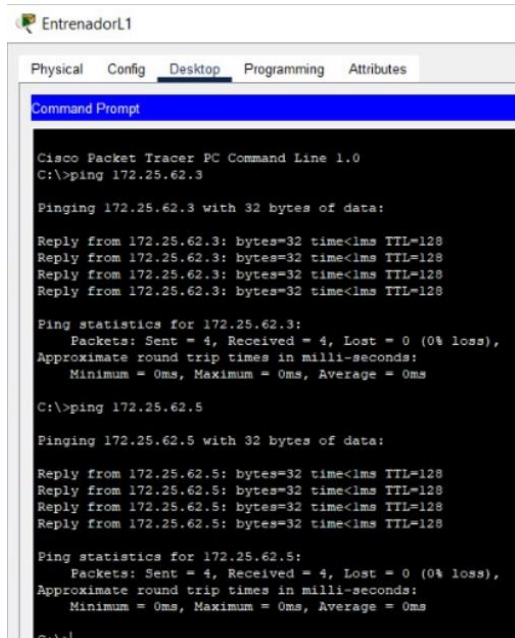 EntrenadorL1
Physical Config Desktop Programming Attributes
Command Prompt
Cisco Packet Tracer PC Command Line 1.0
C:\>ping 172.25.62.3
Pinging 172.25.62.3 with 32 bytes of data:
Reply from 172.25.62.3: bytes=32 time<1ms TTL=128
Reply from 172.25.62.3: bytes=32 time<1ms TTL=128
Reply from 172.25.62.3: bytes=32 time<1ms TTL=128
Reply from 172.25.62.3: bytes=32 time<1ms TTL=128
Ping statistics for 172.25.62.3:
Packets: Sent = 4, Received = 4, Lost = 0 (0% loss),
Approximate round trip times in milli-seconds:
Minimum = 0ms, Maximum = 0ms, Average = 0ms
C:\>ping 172.25.62.5
Pinging 172.25.62.5 with 32 bytes of data:
Reply from 172.25.62.5: bytes=32 time<1ms TTL=128
Reply from 172.25.62.5: bytes=32 time<1ms TTL=128
Reply from 172.25.62.5: bytes=32 time<1ms TTL=128
Reply from 172.25.62.5: bytes=32 time<1ms TTL=128
Ping statistics for 172.25.62.5:
Packets: Sent = 4, Received = 4, Lost = 0 (0% loss),
Approximate round trip times in milli-seconds:
Minimum = 0ms, Maximum = 0ms, Average = 0ms